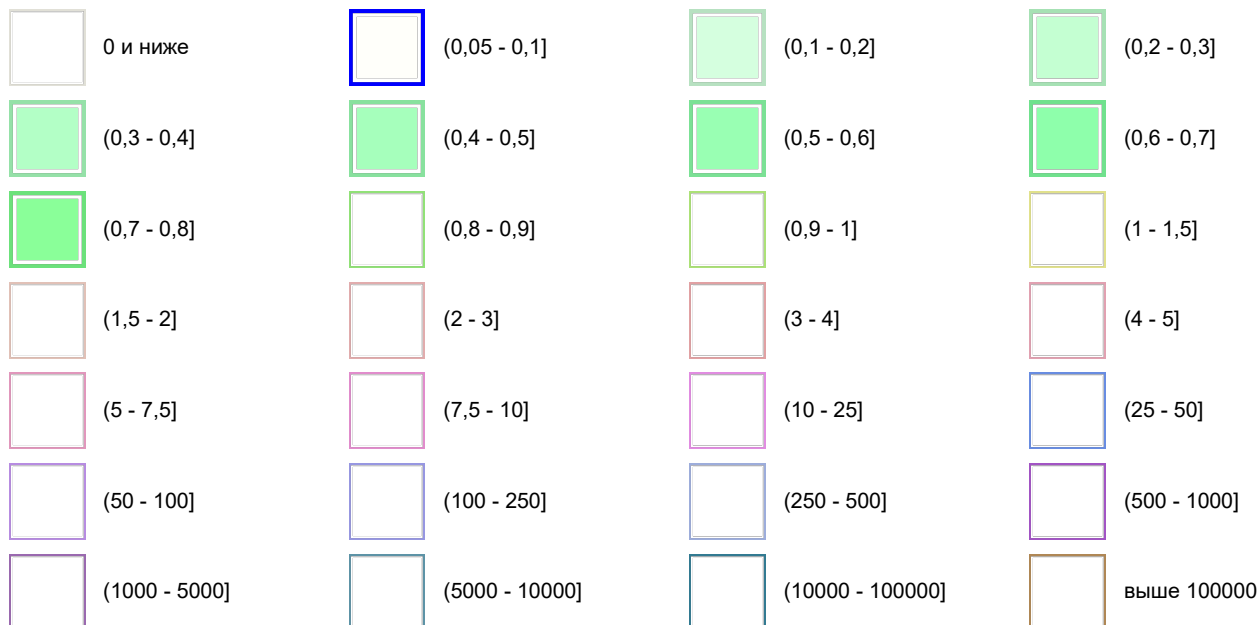 0 и ниже (0,05 - 0,1] (0,1 - 0,2] (0,2 - 0,3]
(0,3 - 0,4] (0,4 - 0,5] (0,5 - 0,6] (0,6 - 0,7]
(0,7 - 0,8] (0,8 - 0,9] (0,9 - 1] (1 - 1,5]
(1,5 - 2] (2 - 3] (3 - 4] (4 - 5]
(5 - 7,5] (7,5 - 10] (10 - 25] (25 - 50]
(50 - 100] (100 - 250] (250 - 500] (500 - 1000]
(1000 - 5000] (5000 - 10000] (10000 - 100000] выше 100000